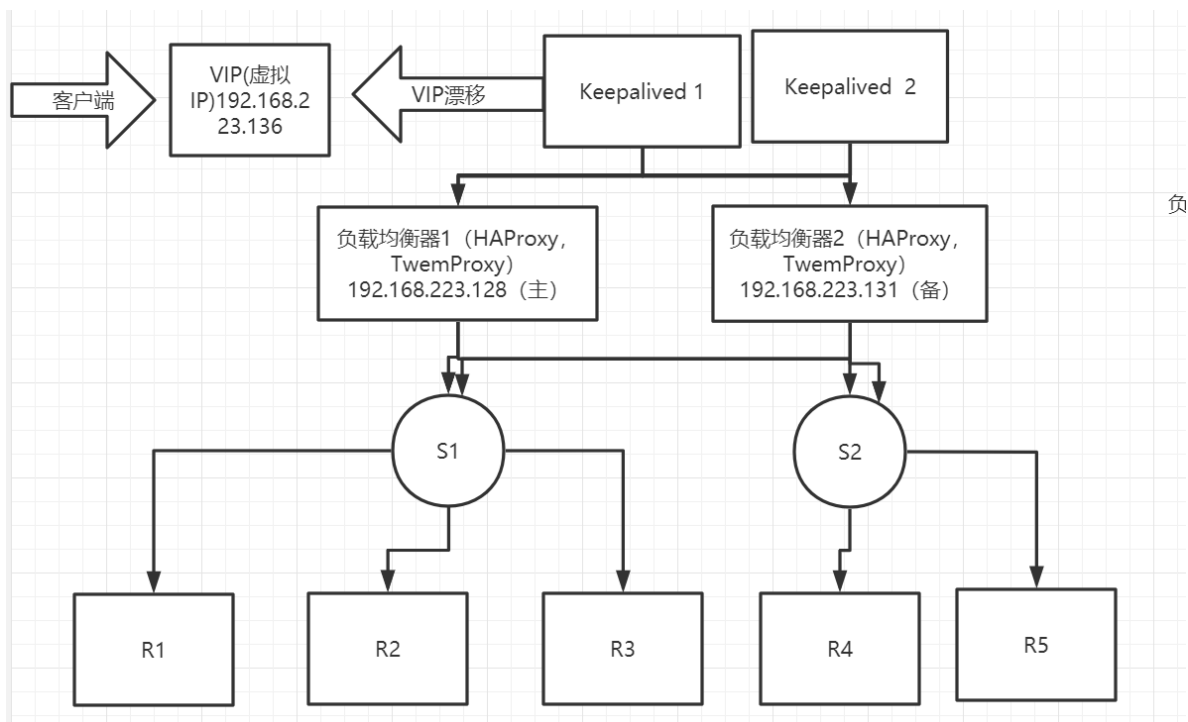 客户端
VIP(虚拟
IP)192.168.2
23.136
VIP漂移
Keepalived 1
Keepalived 2
负
负载均衡器1（HAProxy，
TwemProxy）
192.168.223.128（主）
负载均衡器2（HAProxy，
TwemProxy）
192.168.223.131（备）
S1
S2
R1
R2
R3
R4
R5